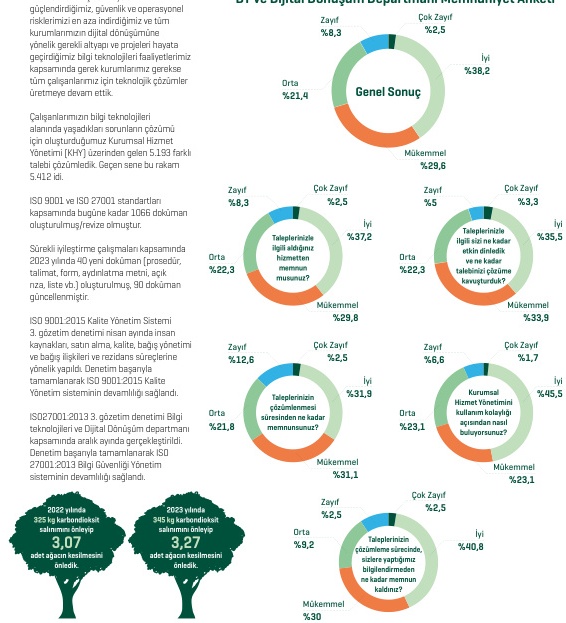 güçlendirdiğimiz, güvenlik ve operasyonel
risklerimizi en aza indirdiğimiz ve tüm
kurumlarımızın dijital dönüşümüne
yönelik gerekli altyapı ve projeleri hayata
geçirdiğimiz bilgi teknolojileri faaliyetlerimiz
kapsamında gerek kurumlarımız gerekse
tüm çalışanlarımız için teknolojik çözümler
üretmeye devam ettik.
Çalışanlarımızın bilgi teknolojileri
alanında yaşadıkları sorunların çözümü
için oluşturduğumuz Kurumsal Hizmet
Yönetimi (KHY) üzerinden gelen 5.193 farklı
talebi çözümledik. Geçen sene bu rakam
5.412 idi.
ISO 9001 ve ISO 27001 standartları
kapsamında bugüne kadar 1066 doküman
oluşturulmuş/revize olmuştur.
Sürekli iyileştirme çalışmaları kapsamında
2023 yılında 40 yeni doküman (prosedür,
talimat, form, aydınlatma metni, açık
rıza, liste vb.) oluşturulmuş, 90 doküman
güncellenmiştir.
ISO 9001:2015 Kalite Yönetim Sistemi
3. gözetim denetimi nisan ayında insan
kaynakları, satın alma, kalite, bağış yönetimi
ve bağış ilişkileri ve rezidans süreçlerine
yönelik yapıldı. Denetim başarıyla
tamamlanarak ISO 9001:2015 Kalite
Yönetim sisteminin devamlılığı sağlandı.
ISO27001:2013 3. gözetim denetimi Bilgi
teknolojileri ve Dijital Dönüşüm departmanı
kapsamında aralık ayında gerçekleştirildi.
Denetim başarıyla tamamlanarak ISO
27001:2013 Bilgi Güvenliği Yönetim
sisteminin devamlılığı sağlandı.
2022 yılında
325 kg karbondioksit
salınımını önleyip
3,07
adet ağacın kesilmesini
önledik.
2023 yılında
345 kg karbondioksit
salınımını önleyip
3,27
adet ağacın kesilmesini
önledik.
BT ve Dijital Dönüşüm Departmanı Memnuniyet Anketi
Zayıf
%8,3
Çok Zayıf
%2,5
İyi
%38,2
Orta
%21,4
Genel Sonuç
Mükemmel
%29,6
Zayıf
%8,3
Çok Zayıf
%2,5
İyi
%37,2
Orta
%22,3
Taleplerinizle
ilgili aldığınız
hizmetten
memnun
musunuz?
Mükemmel
%29,8
Zayıf
%5
Çok Zayıf
%3,3
İyi
%35,5
Orta
%22,3
Taleplerinizle
ilgili sizi ne kadar
etkin dinledik
ve ne kadar
talebinizi çözüme
kavuşturduk?
Mükemmel
%33,9
Zayıf
%12,6
Çok Zayıf
%2,5
İyi
%31,9
Orta
%21,8
Taleplerinizin
çözümlenmesi
süresinden ne kadar
memnunsunuz?
Mükemmel
%31,1
Zayıf
%6,6
Çok Zayıf
%1,7
İyi
%45,5
Orta
%23,1
Kurumsal
Hizmet Yönetimini
kullanım kolaylığı
açısından nasıl
buluyorsunuz?
Mükemmel
%23,1
Zayıf
%2,5
Çok Zayıf
%2,5
İyi
%40,8
Orta
%9,2
Taleplerinizin
çözümleme sürecinde,
sizlere yaptığımız
bilgilendirmeden
ne kadar memnun
kaldınız?
Mükemmel
%30